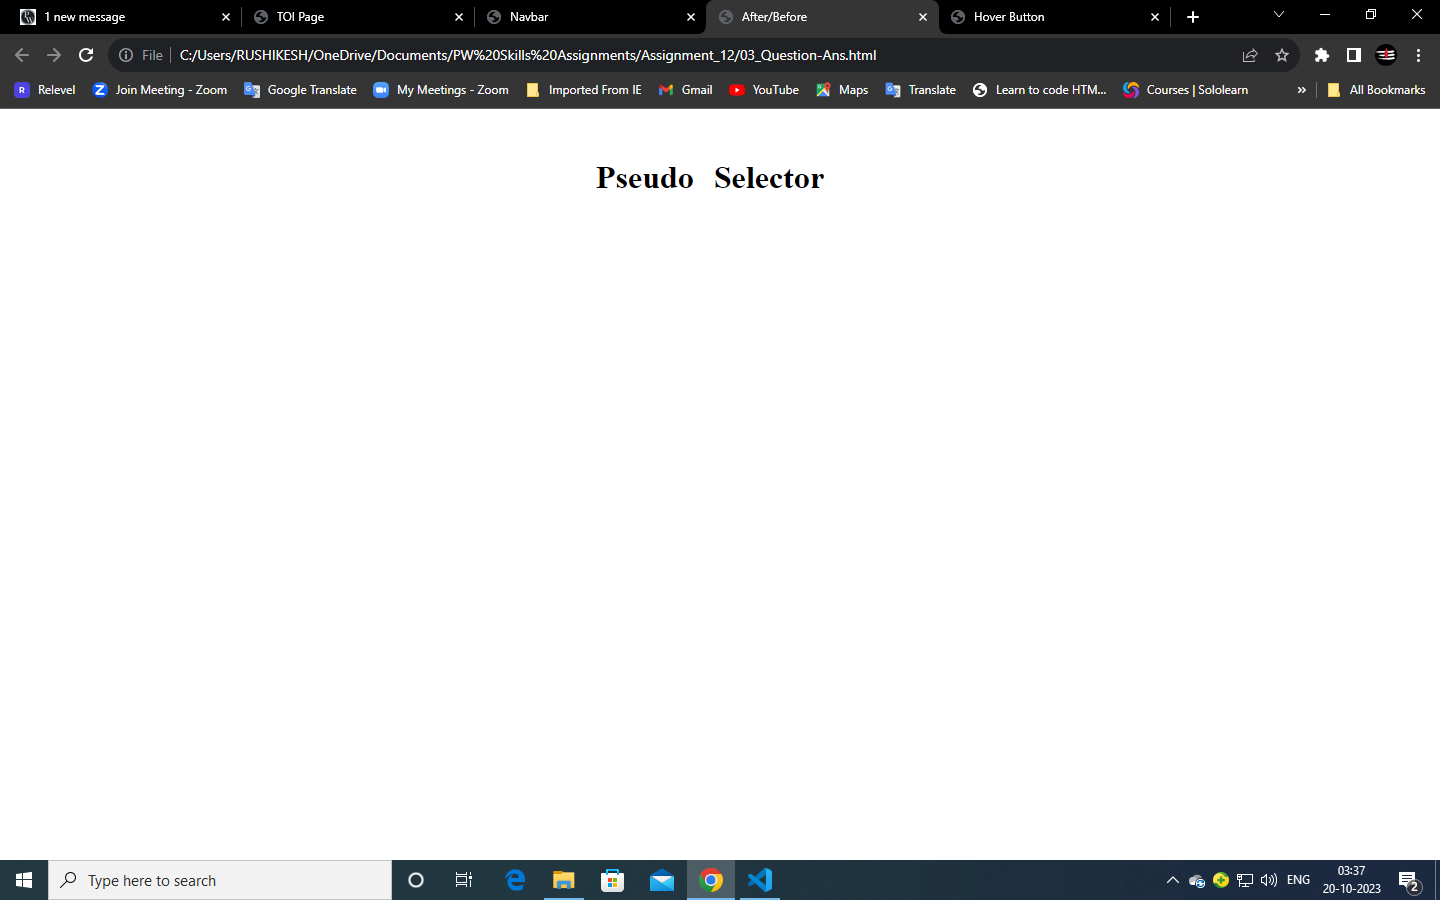 1 new message
TOI Page
Navbar
After/Before
Hover Button
File
C:/Users/RUSHIKESH/OneDrive/Documents/PW%20Skills%20Assignments/Assignment_12/03_Question-Ans.html
R Relevel
Z Join Meeting - Zoom
Google Translate
My Meetings - Zoom
Imported From IE
Gmail
YouTube
Maps
Translate
Learn to code HTM...
Courses | Sololearn
»
All Bookmarks
Pseudo Selector
Type here to search
ENG
03:37
20-10-2023
2